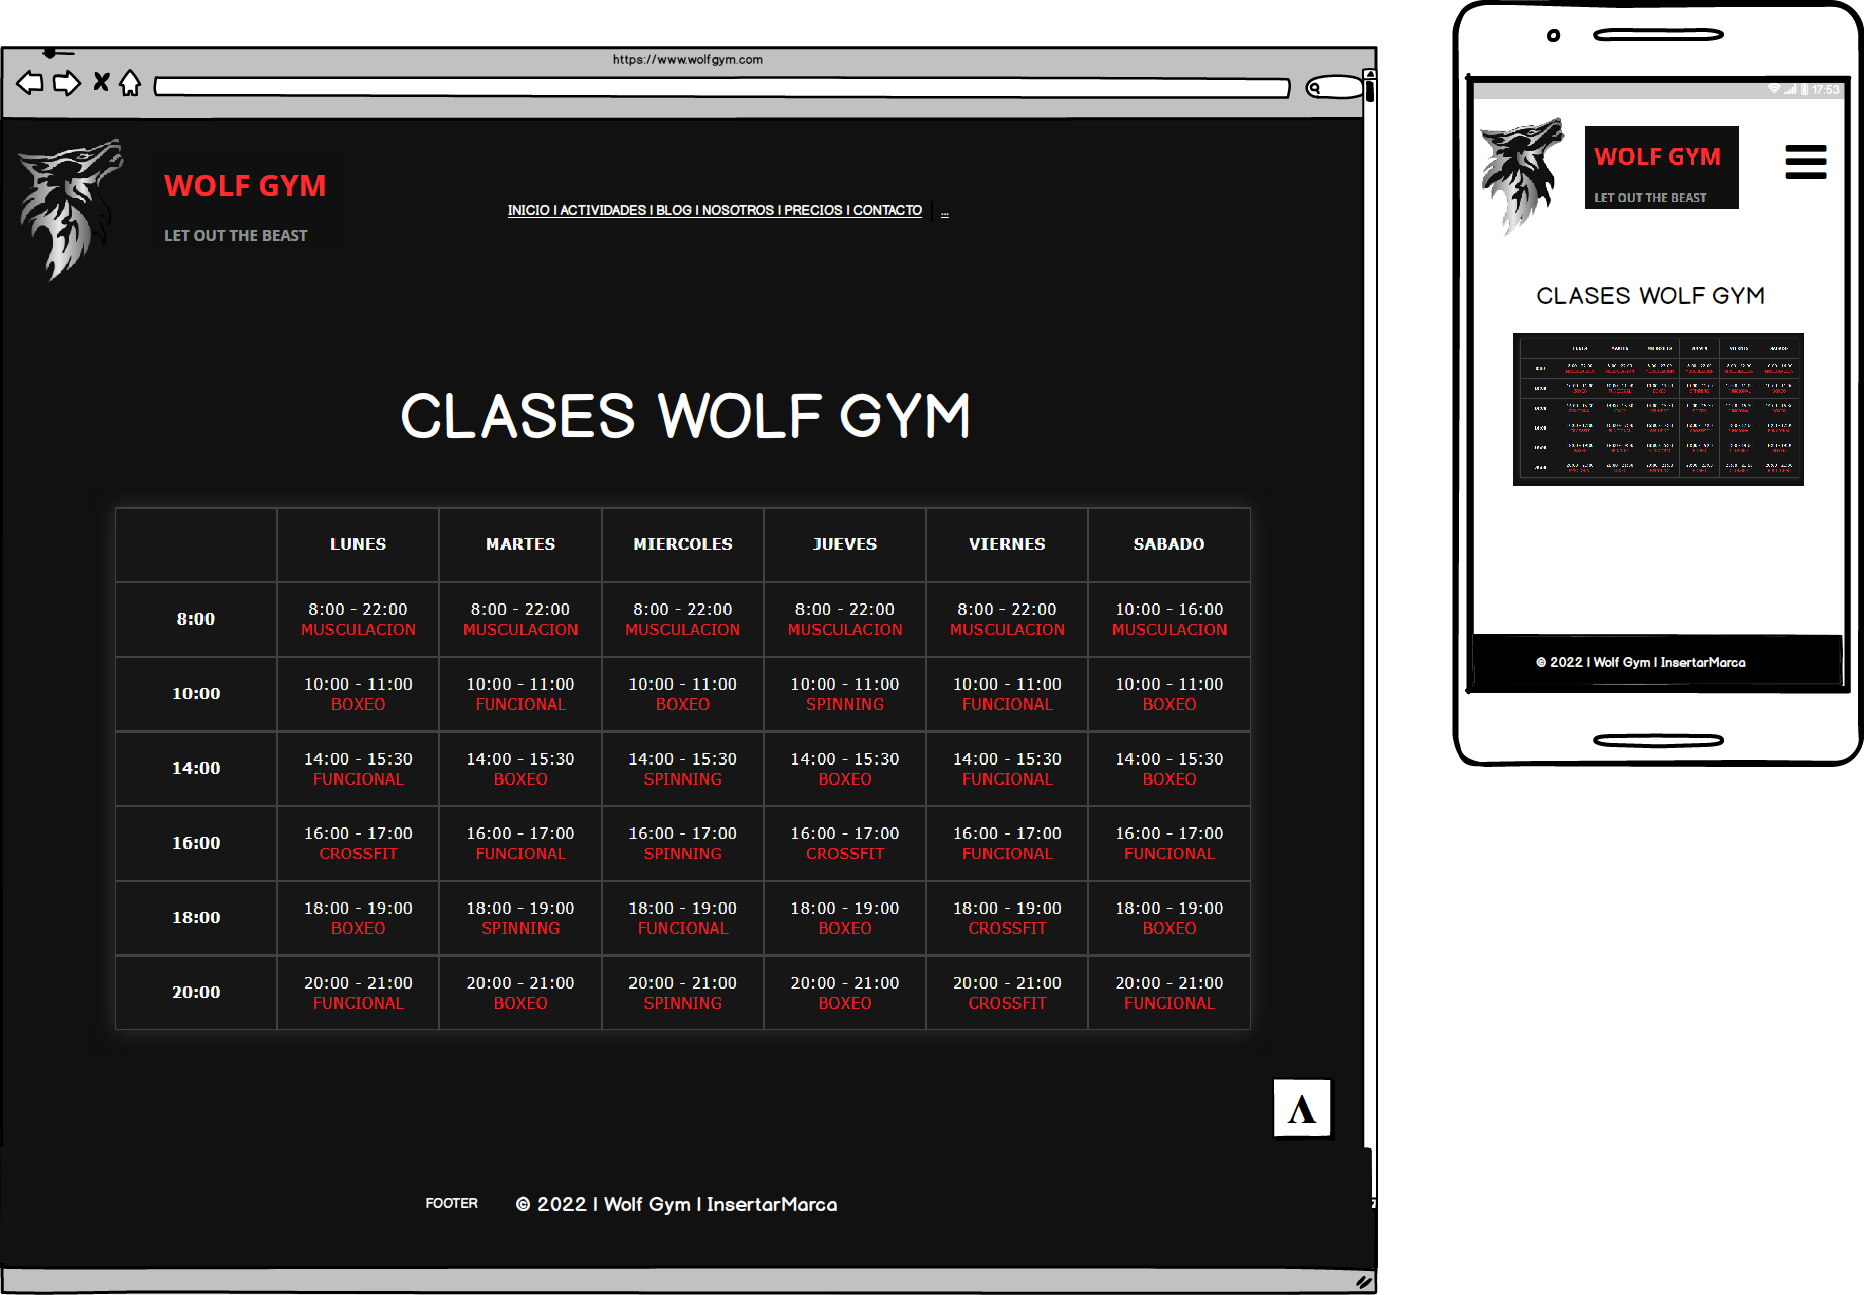 https://www.wolfgym.com
WOLF GYM
LET OUT THE BEAST
INICIO | ACTIVIDADES | BLOG | NOSOTROS | PRECIOS | CONTACTO ...
CLASES WOLF GYM
LUNES MARTES MIERCOLES JUEVES VIERNES SABADO
8:00 8:00 - 22:00 8:00 - 22:00 8:00 - 22:00 8:00 - 22:00 8:00 - 22:00 10:00 - 16:00
MUSCULACION MUSCULACION MUSCULACION MUSCULACION MUSCULACION MUSCULACION
10:00 10:00 - 11:00 10:00 - 11:00 10:00 - 11:00 10:00 - 11:00 10:00 - 11:00 10:00 - 11:00
BOXEO FUNCIONAL BOXEO SPINNING FUNCIONAL BOXEO
14:00 14:00 - 15:30 14:00 - 15:30 14:00 - 15:30 14:00 - 15:30 14:00 - 15:30 14:00 - 15:30
FUNCIONAL BOXEO SPINNING BOXEO FUNCIONAL BOXEO
16:00 16:00 - 17:00 16:00 - 17:00 16:00 - 17:00 16:00 - 17:00 16:00 - 17:00 16:00 - 17:00
CROSSFIT FUNCIONAL SPINNING CROSSFIT FUNCIONAL FUNCIONAL
18:00 18:00 - 19:00 18:00 - 19:00 18:00 - 19:00 18:00 - 19:00 18:00 - 19:00 18:00 - 19:00
BOXEO SPINNING FUNCIONAL BOXEO CROSSFIT BOXEO
20:00 20:00 - 21:00 20:00 - 21:00 20:00 - 21:00 20:00 - 21:00 20:00 - 21:00 20:00 - 21:00
FUNCIONAL BOXEO SPINNING BOXEO CROSSFIT FUNCIONAL
Λ
FOOTER © 2022 | Wolf Gym | InsertarMarca
17:53
WOLF GYM
LET OUT THE BEAST
CLASES WOLF GYM
© 2022 | Wolf Gym | InsertarMarca